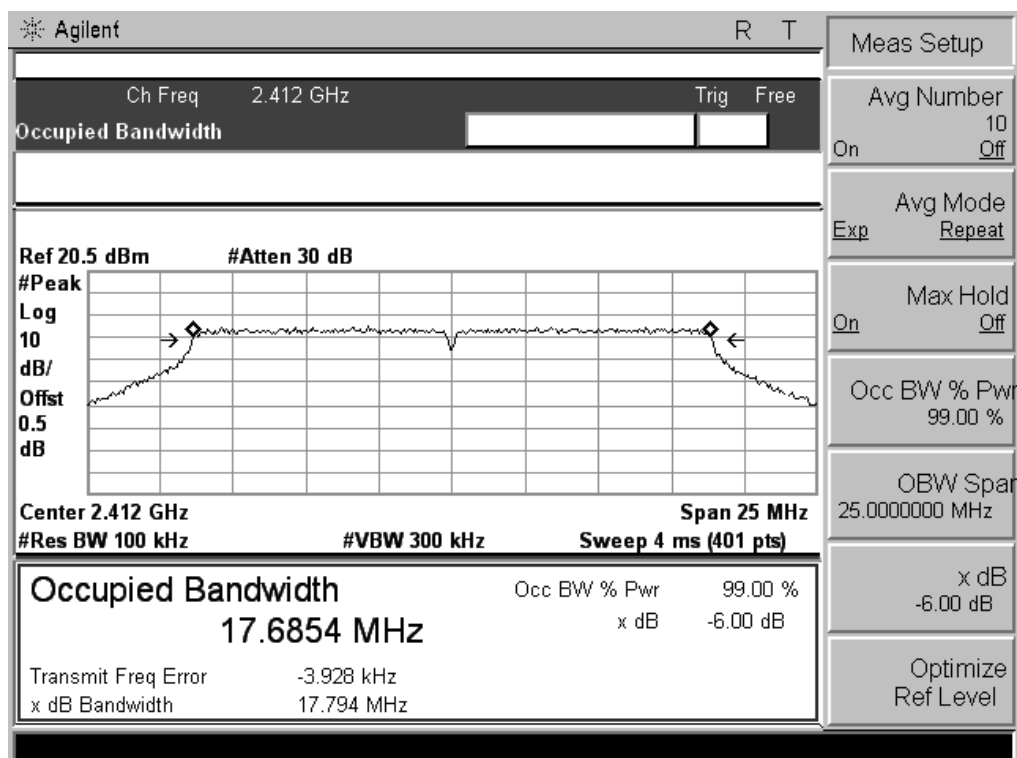 Agilent R T
Ch Freq 2.412 GHz Trig Free
Occupied Bandwidth
Ref 20.5 dBm #Atten 30 dB
#Peak
Log
10
dB/
Offst
0.5
dB
Center 2.412 GHz Span 25 MHz
#Res BW 100 kHz #VBW 300 kHz Sweep 4 ms (401 pts)
Occupied Bandwidth Occ BW % Pwr 99.00 %
17.6854 MHz x dB -6.00 dB
Transmit Freq Error -3.928 kHz
x dB Bandwidth 17.794 MHz
Meas Setup
Avg Number
10
On Off
Avg Mode
Exp Repeat
Max Hold
On Off
Occ BW % Pwr
99.00 %
OBW Span
25.0000000 MHz
x dB
-6.00 dB
Optimize
Ref Level